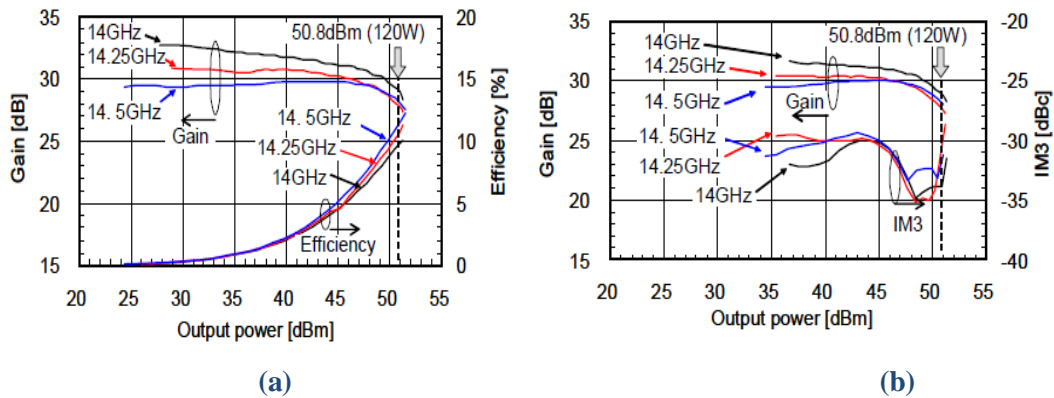 50.8dBm (120W)
14GHz
14.25GHz
14. 5GHz
Gain
14. 5GHz
14.25GHz
14GHz
Efficiency
Gain [dB]
35
30
25
20
15
Efficiency [%]
20
15
10
5
0
20 25 30 35 40 45 50 55
Output power [dBm]
(a)
50.8dBm (120W)
14GHz
14.25GHz
14. 5GHz
Gain
14. 5GHz
14.25GHz
14GHz
IM3
Gain [dB]
35
30
25
20
15
IM3 [dBc]
-20
-25
-30
-35
-40
20 25 30 35 40 45 50 55
Output power [dBm]
(b)